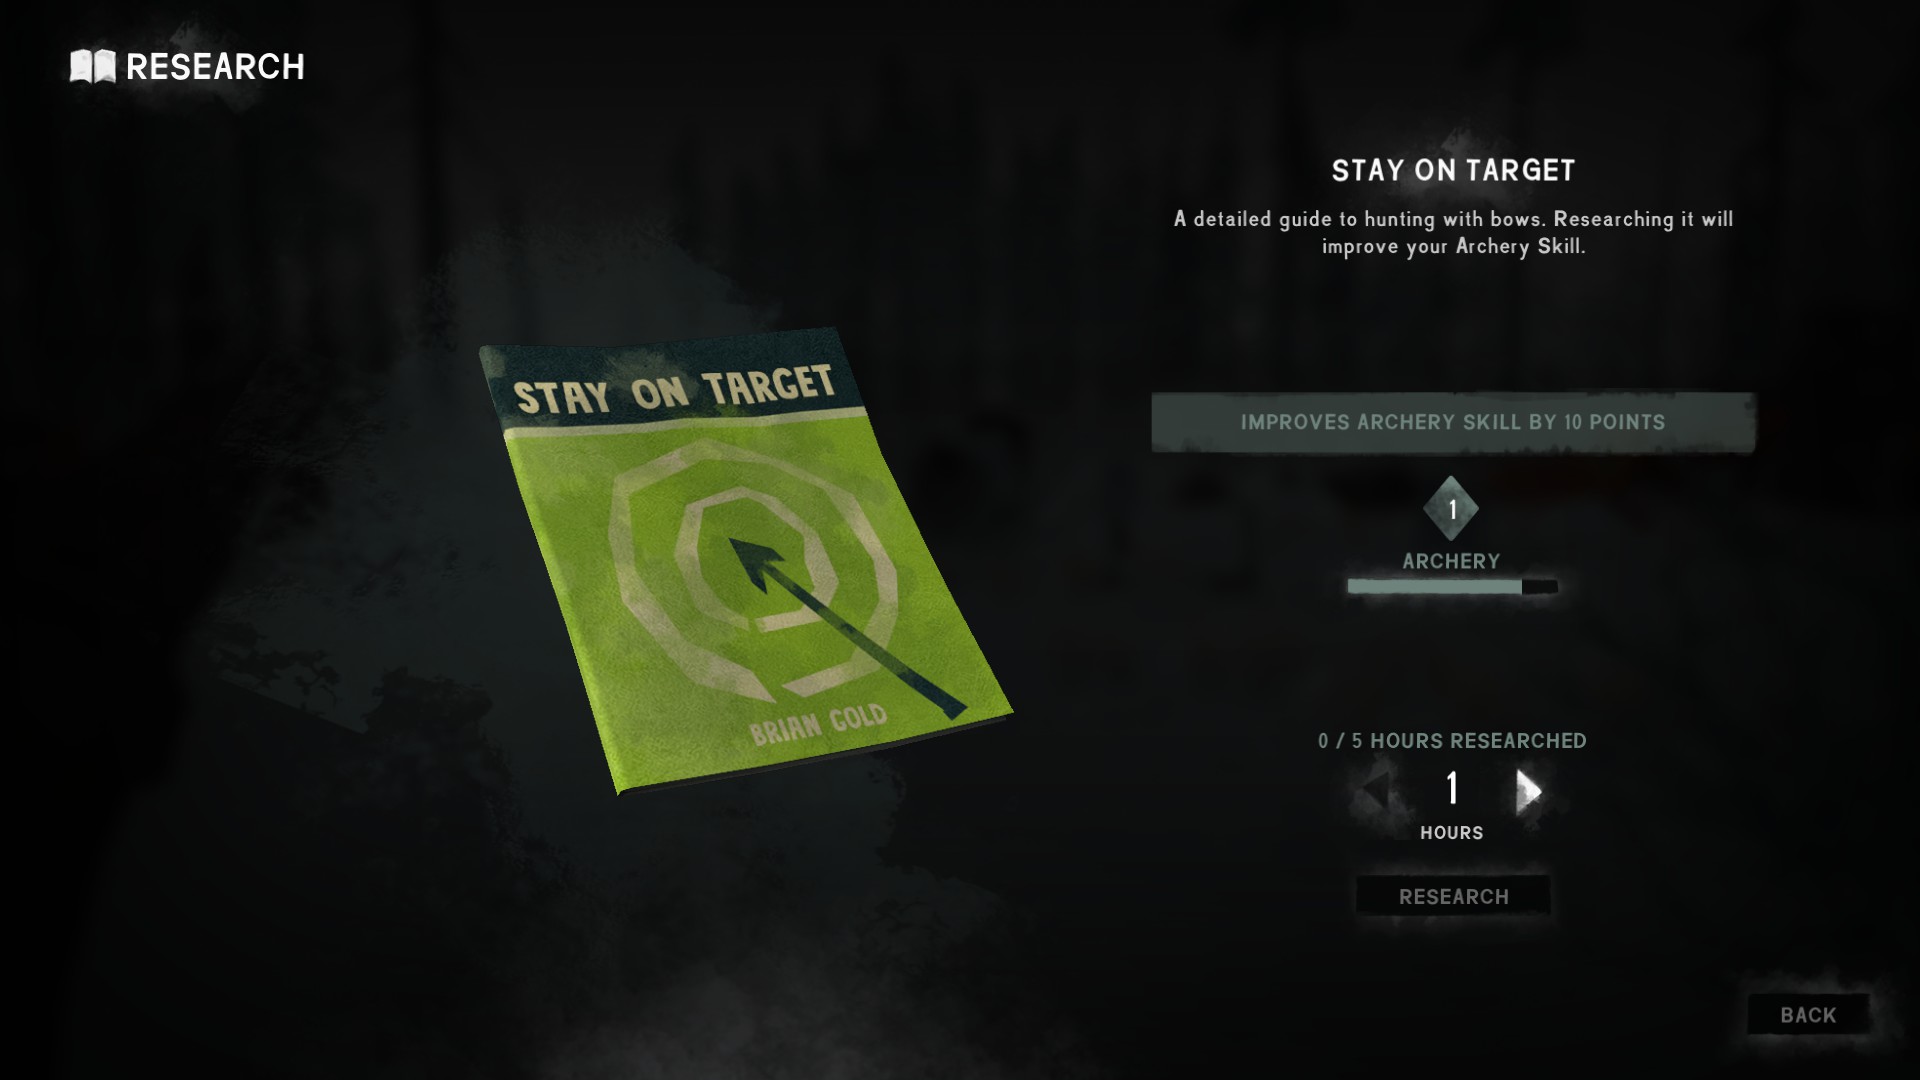 RESEARCH
STAY ON TARGET
A detailed guide to hunting with bows. Researching it will
improve your Archery Skill.
STAY ON TARGET
BRIAN GOLD
IMPROVES ARCHERY SKILL BY 10 POINTS
1
ARCHERY
0 / 5 HOURS RESEARCHED
1
HOURS
RESEARCH
BACK